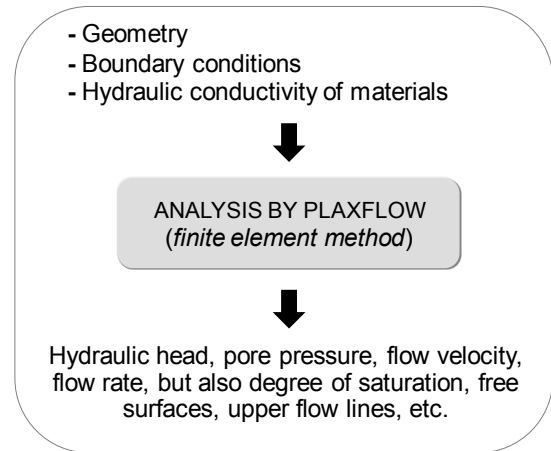 - Geometry
- Boundary conditions
- Hydraulic conductivity of materials
ANALYSIS BY PLAXFLOW
(finite element method)
Hydraulic head, pore pressure, flow velocity,
flow rate, but also degree of saturation, free
surfaces, upper flow lines, etc.